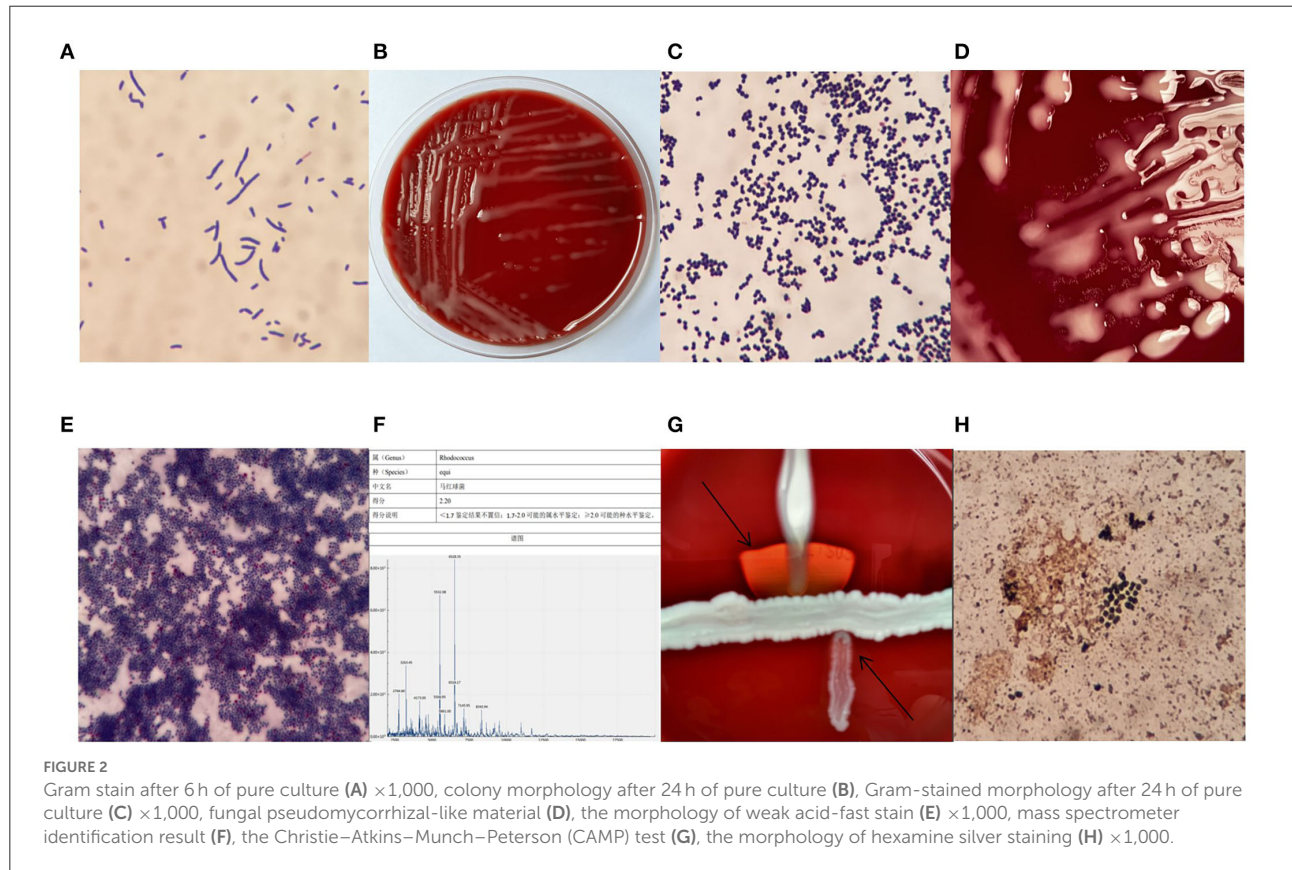 A
B
C
D
E
F
G
H
属（Genus） Rhodococcus
种（Species） equi
中文名 马红球菌
得分 2.20
得分说明 ＜1.7 鉴定结果不置信；1.7-2.0 可能的属水平鉴定；≥2.0 可能的种水平鉴定。
谱图
FIGURE 2
Gram stain after 6 h of pure culture (A) ×1,000, colony morphology after 24 h of pure culture (B), Gram-stained morphology after 24 h of pure
culture (C) ×1,000, fungal pseudomycorrhizal-like material (D), the morphology of weak acid-fast stain (E) ×1,000, mass spectrometer
identification result (F), the Christie–Atkins–Munch–Peterson (CAMP) test (G), the morphology of hexamine silver staining (H) ×1,000.